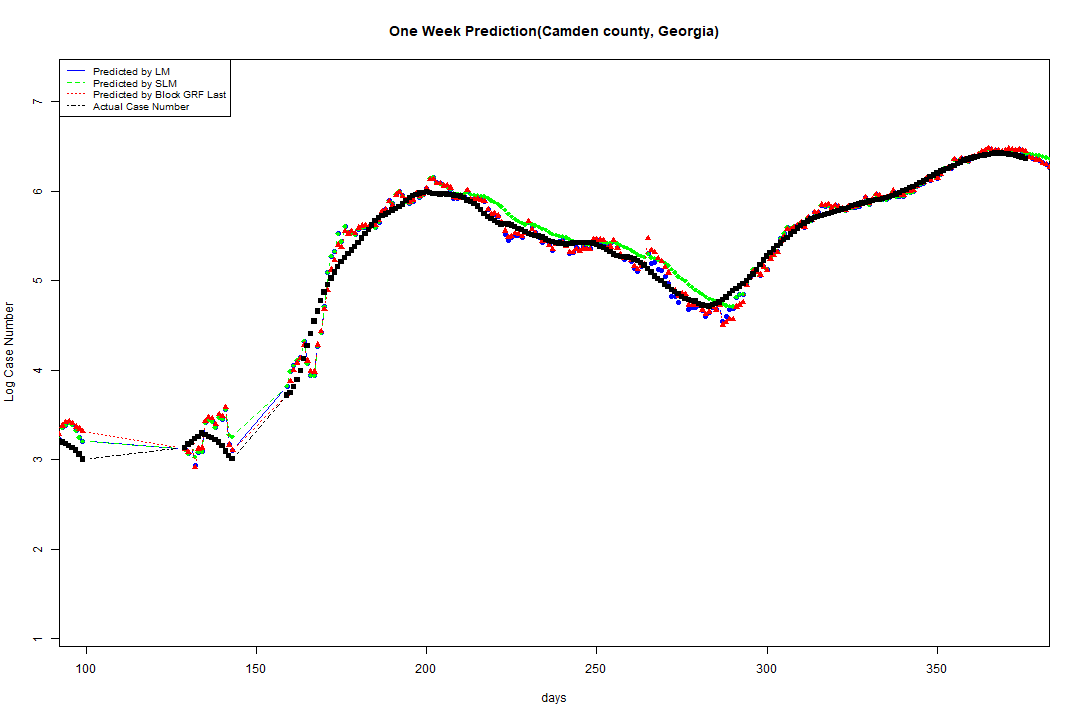 One Week Prediction(Camden county, Georgia)
Predicted by LM
Predicted by SLM
Predicted by Block GRF Last
Actual Case Number
Log Case Number
7
6
5
4
3
2
1
100 150 200 250 300 350
days